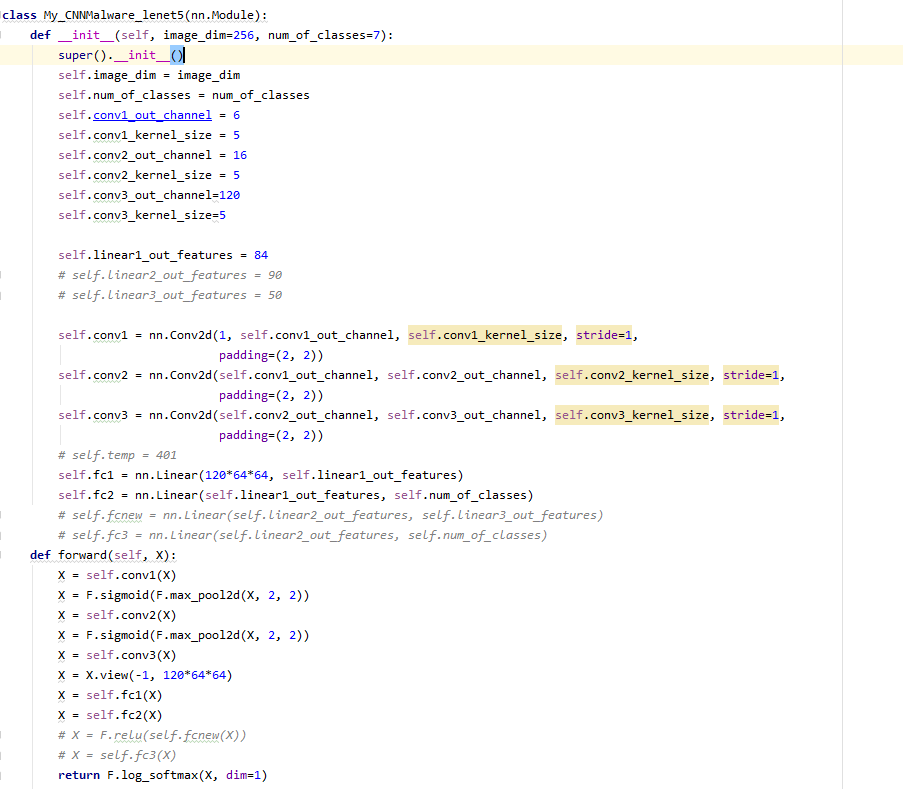 class My_CNNMalware_lenet5(nn.Module):
    def __init__(self, image_dim=256, num_of_classes=7):
        super().__init__()
        self.image_dim = image_dim
        self.num_of_classes = num_of_classes
        self.conv1_out_channel = 6
        self.conv1_kernel_size = 5
        self.conv2_out_channel = 16
        self.conv2_kernel_size = 5
        self.conv3_out_channel=120
        self.conv3_kernel_size=5

        self.linear1_out_features = 84
        # self.linear2_out_features = 90
        # self.linear3_out_features = 50

        self.conv1 = nn.Conv2d(1, self.conv1_out_channel, self.conv1_kernel_size, stride=1,
                               padding=(2, 2))
        self.conv2 = nn.Conv2d(self.conv1_out_channel, self.conv2_out_channel, self.conv2_kernel_size, stride=1,
                               padding=(2, 2))
        self.conv3 = nn.Conv2d(self.conv2_out_channel, self.conv3_out_channel, self.conv3_kernel_size, stride=1,
                               padding=(2, 2))
        # self.temp = 401
        self.fc1 = nn.Linear(120*64*64, self.linear1_out_features)
        self.fc2 = nn.Linear(self.linear1_out_features, self.num_of_classes)
        # self.fcnew = nn.Linear(self.linear2_out_features, self.linear3_out_features)
        # self.fc3 = nn.Linear(self.linear2_out_features, self.num_of_classes)
    def forward(self, X):
        X = self.conv1(X)
        X = F.sigmoid(F.max_pool2d(X, 2, 2))
        X = self.conv2(X)
        X = F.sigmoid(F.max_pool2d(X, 2, 2))
        X = self.conv3(X)
        X = X.view(-1, 120*64*64)
        X = self.fc1(X)
        X = self.fc2(X)
        # X = F.relu(self.fcnew(X))
        # X = self.fc3(X)
        return F.log_softmax(X, dim=1)